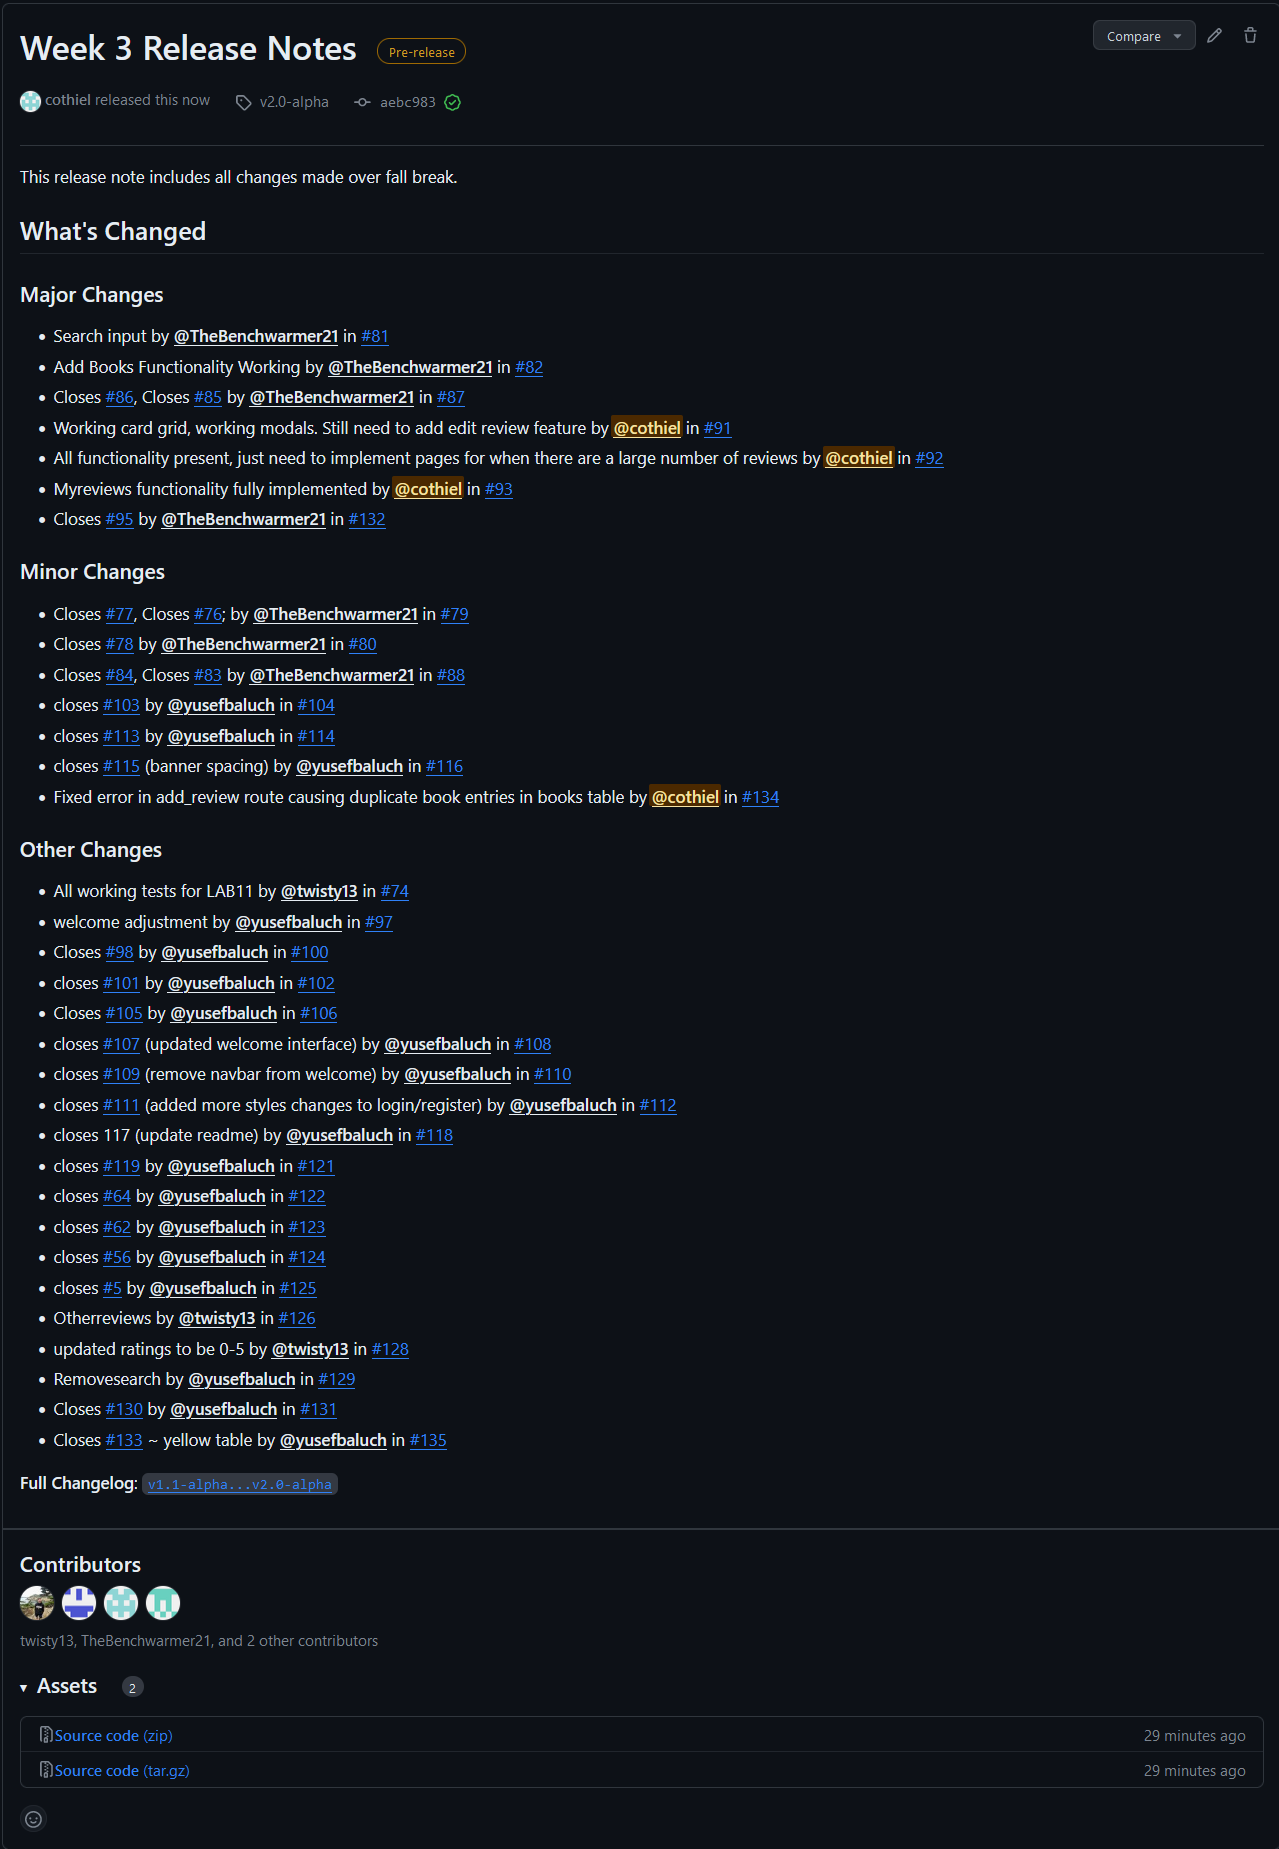 Week 3 Release Notes Pre-release Compare
cothiel released this now v2.0-alpha aebc983
This release note includes all changes made over fall break.
What's Changed
Major Changes
Search input by @TheBenchwarmer21 in #81
Add Books Functionality Working by @TheBenchwarmer21 in #82
Closes #86, Closes #85 by @TheBenchwarmer21 in #87
Working card grid, working modals. Still need to add edit review feature by @cothiel in #91
All functionality present, just need to implement pages for when there are a large number of reviews by @cothiel in #92
Myreviews functionality fully implemented by @cothiel in #93
Closes #95 by @TheBenchwarmer21 in #132
Minor Changes
Closes #77, Closes #76; by @TheBenchwarmer21 in #79
Closes #78 by @TheBenchwarmer21 in #80
Closes #84, Closes #83 by @TheBenchwarmer21 in #88
closes #103 by @yusefbaluch in #104
closes #113 by @yusefbaluch in #114
closes #115 (banner spacing) by @yusefbaluch in #116
Fixed error in add_review route causing duplicate book entries in books table by @cothiel in #134
Other Changes
All working tests for LAB11 by @twisty13 in #74
welcome adjustment by @yusefbaluch in #97
Closes #98 by @yusefbaluch in #100
closes #101 by @yusefbaluch in #102
Closes #105 by @yusefbaluch in #106
closes #107 (updated welcome interface) by @yusefbaluch in #108
closes #109 (remove navbar from welcome) by @yusefbaluch in #110
closes #111 (added more styles changes to login/register) by @yusefbaluch in #112
closes 117 (update readme) by @yusefbaluch in #118
closes #119 by @yusefbaluch in #121
closes #64 by @yusefbaluch in #122
closes #62 by @yusefbaluch in #123
closes #56 by @yusefbaluch in #124
closes #5 by @yusefbaluch in #125
Otherreviews by @twisty13 in #126
updated ratings to be 0-5 by @twisty13 in #128
Removesearch by @yusefbaluch in #129
Closes #130 by @yusefbaluch in #131
Closes #133 ~ yellow table by @yusefbaluch in #135
Full Changelog: v1.1-alpha...v2.0-alpha
Contributors
twisty13, TheBenchwarmer21, and 2 other contributors
Assets 2
Source code (zip) 29 minutes ago
Source code (tar.gz) 29 minutes ago